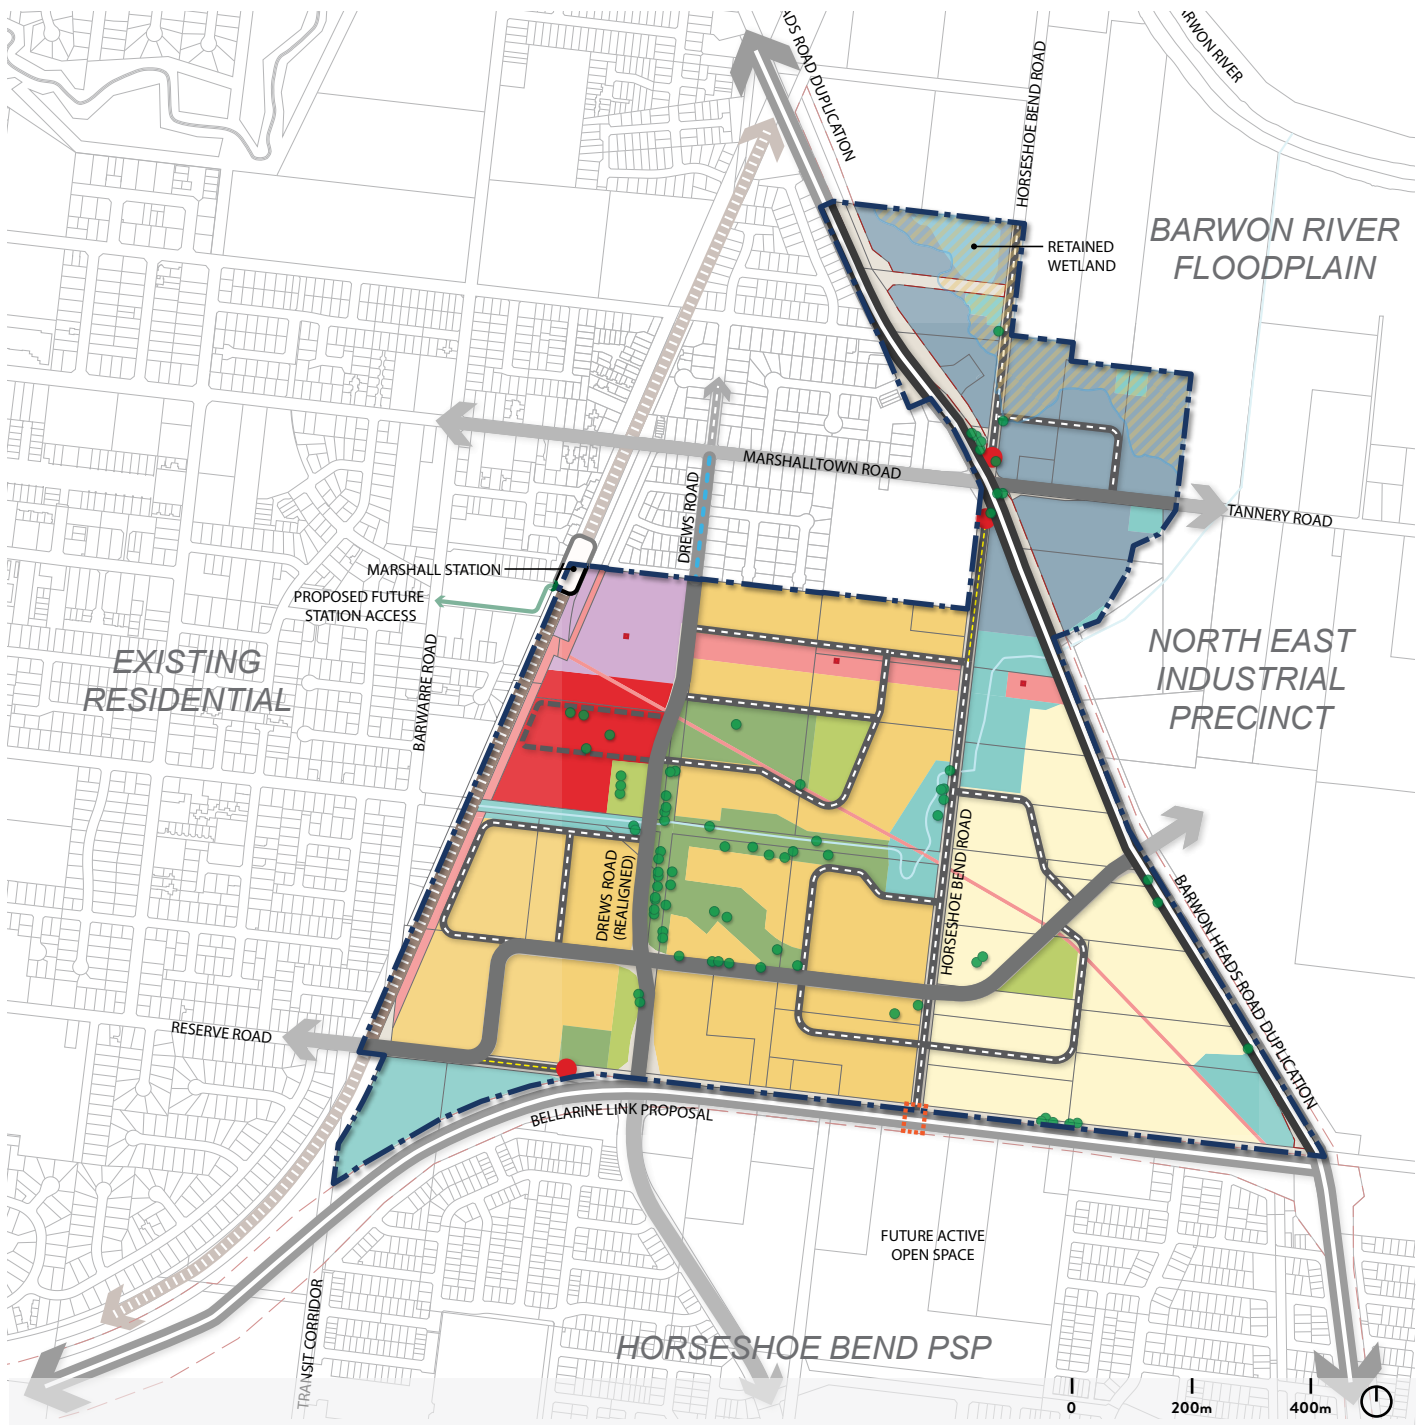 ADS ROAD DUPLICATION
HORSESHOE BEND ROAD
RWON RIVER
BARWON RIVER
FLOODPLAIN
RETAINED
WETLAND
MARSHALLTOWN ROAD
DREWS ROAD
TANNERY ROAD
MARSHALL STATION
PROPOSED FUTURE
STATION ACCESS
EXISTING
RESIDENTIAL
BARWARRE ROAD
NORTH EAST
INDUSTRIAL
PRECINCT
DREWS ROAD
(REALIGNED)
HORSESHOE BEND ROAD
BARWON HEADS ROAD DUPLICATION
RESERVE ROAD
BELLARINE LINK PROPOSAL
FUTURE ACTIVE
OPEN SPACE
TRANSIT CORRIDOR
HORSESHOE BEND PSP
0
200m
400m